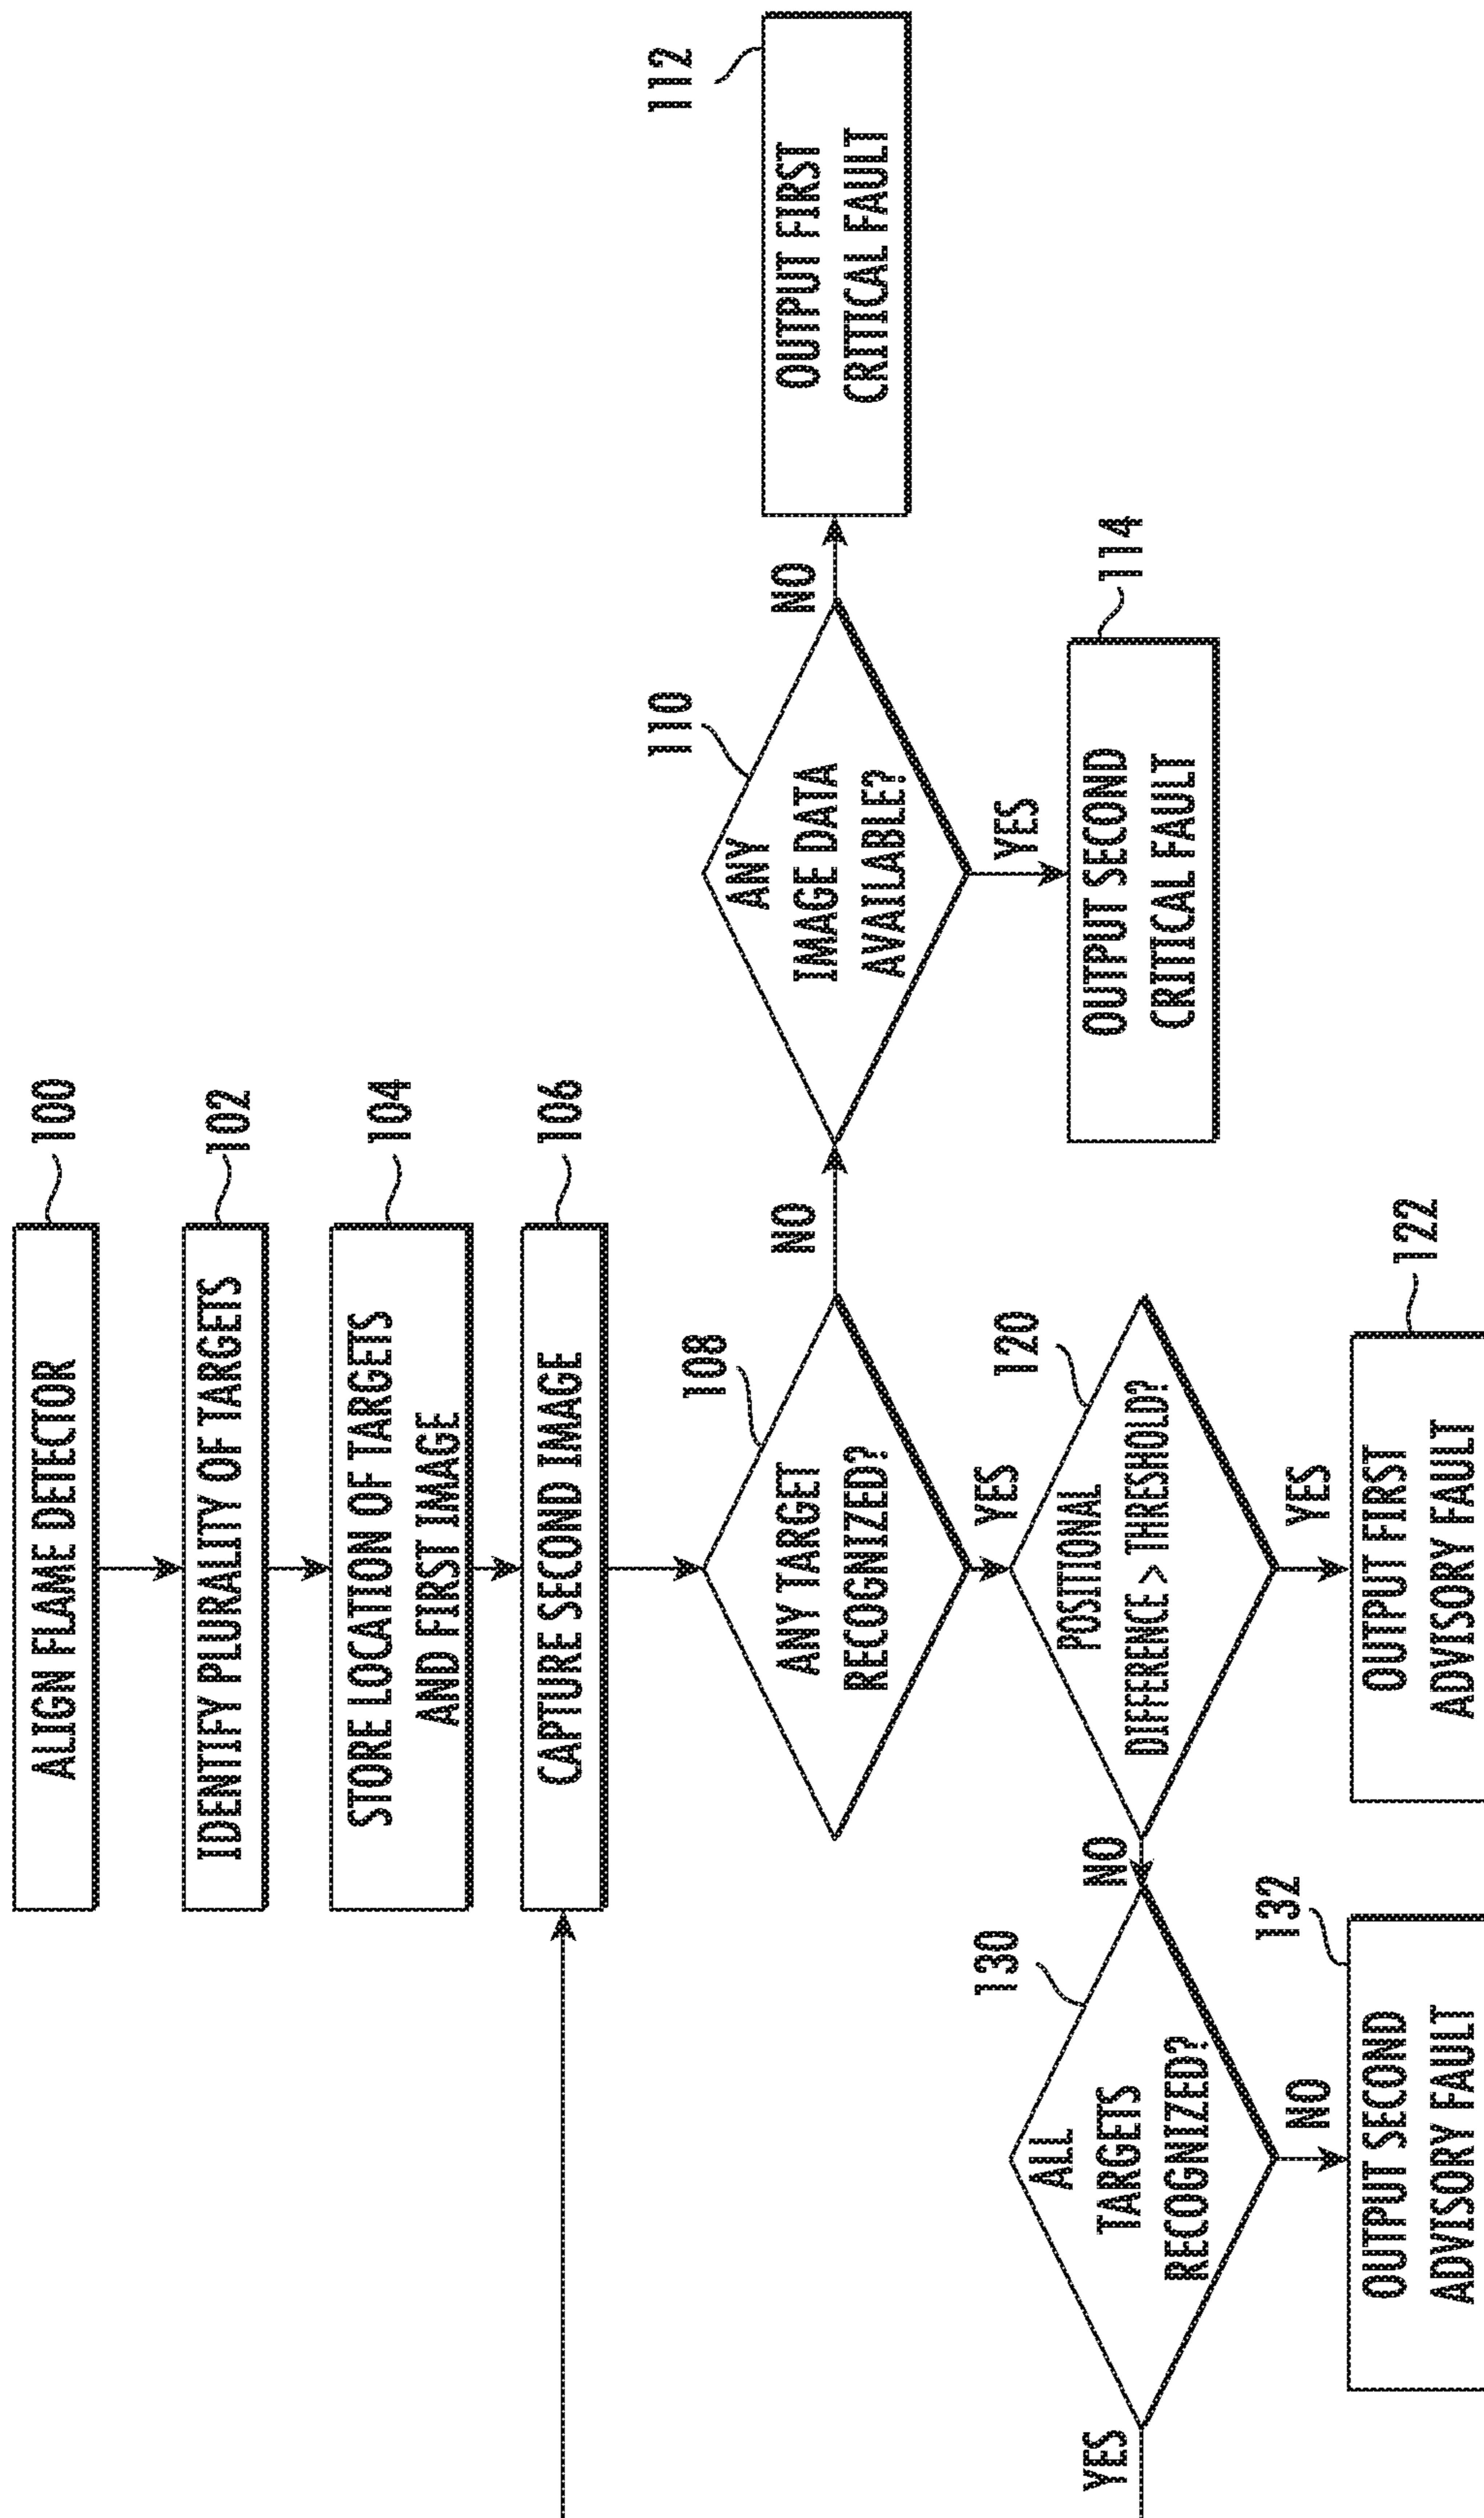 ALIGN FLAME DETECTOR
100
IDENTIFY PLURALITY OF TARGETS
102
STORE LOCATION OF TARGETS
AND FIRST IMAGE
104
CAPTURE SECOND IMAGE
106
ANY TARGET
RECOGNIZED?
108
NO
ANY
IMAGE DATA
AVAILABLE?
110
NO
OUTPUT FIRST
CRITICAL FAULT
112
YES
OUTPUT SECOND
CRITICAL FAULT
114
YES
POSITIONAL
DIFFERENCE > THRESHOLD?
120
YES
OUTPUT FIRST
ADVISORY FAULT
122
NO
ALL
TARGETS
RECOGNIZED?
130
NO
OUTPUT SECOND
ADVISORY FAULT
132
YES